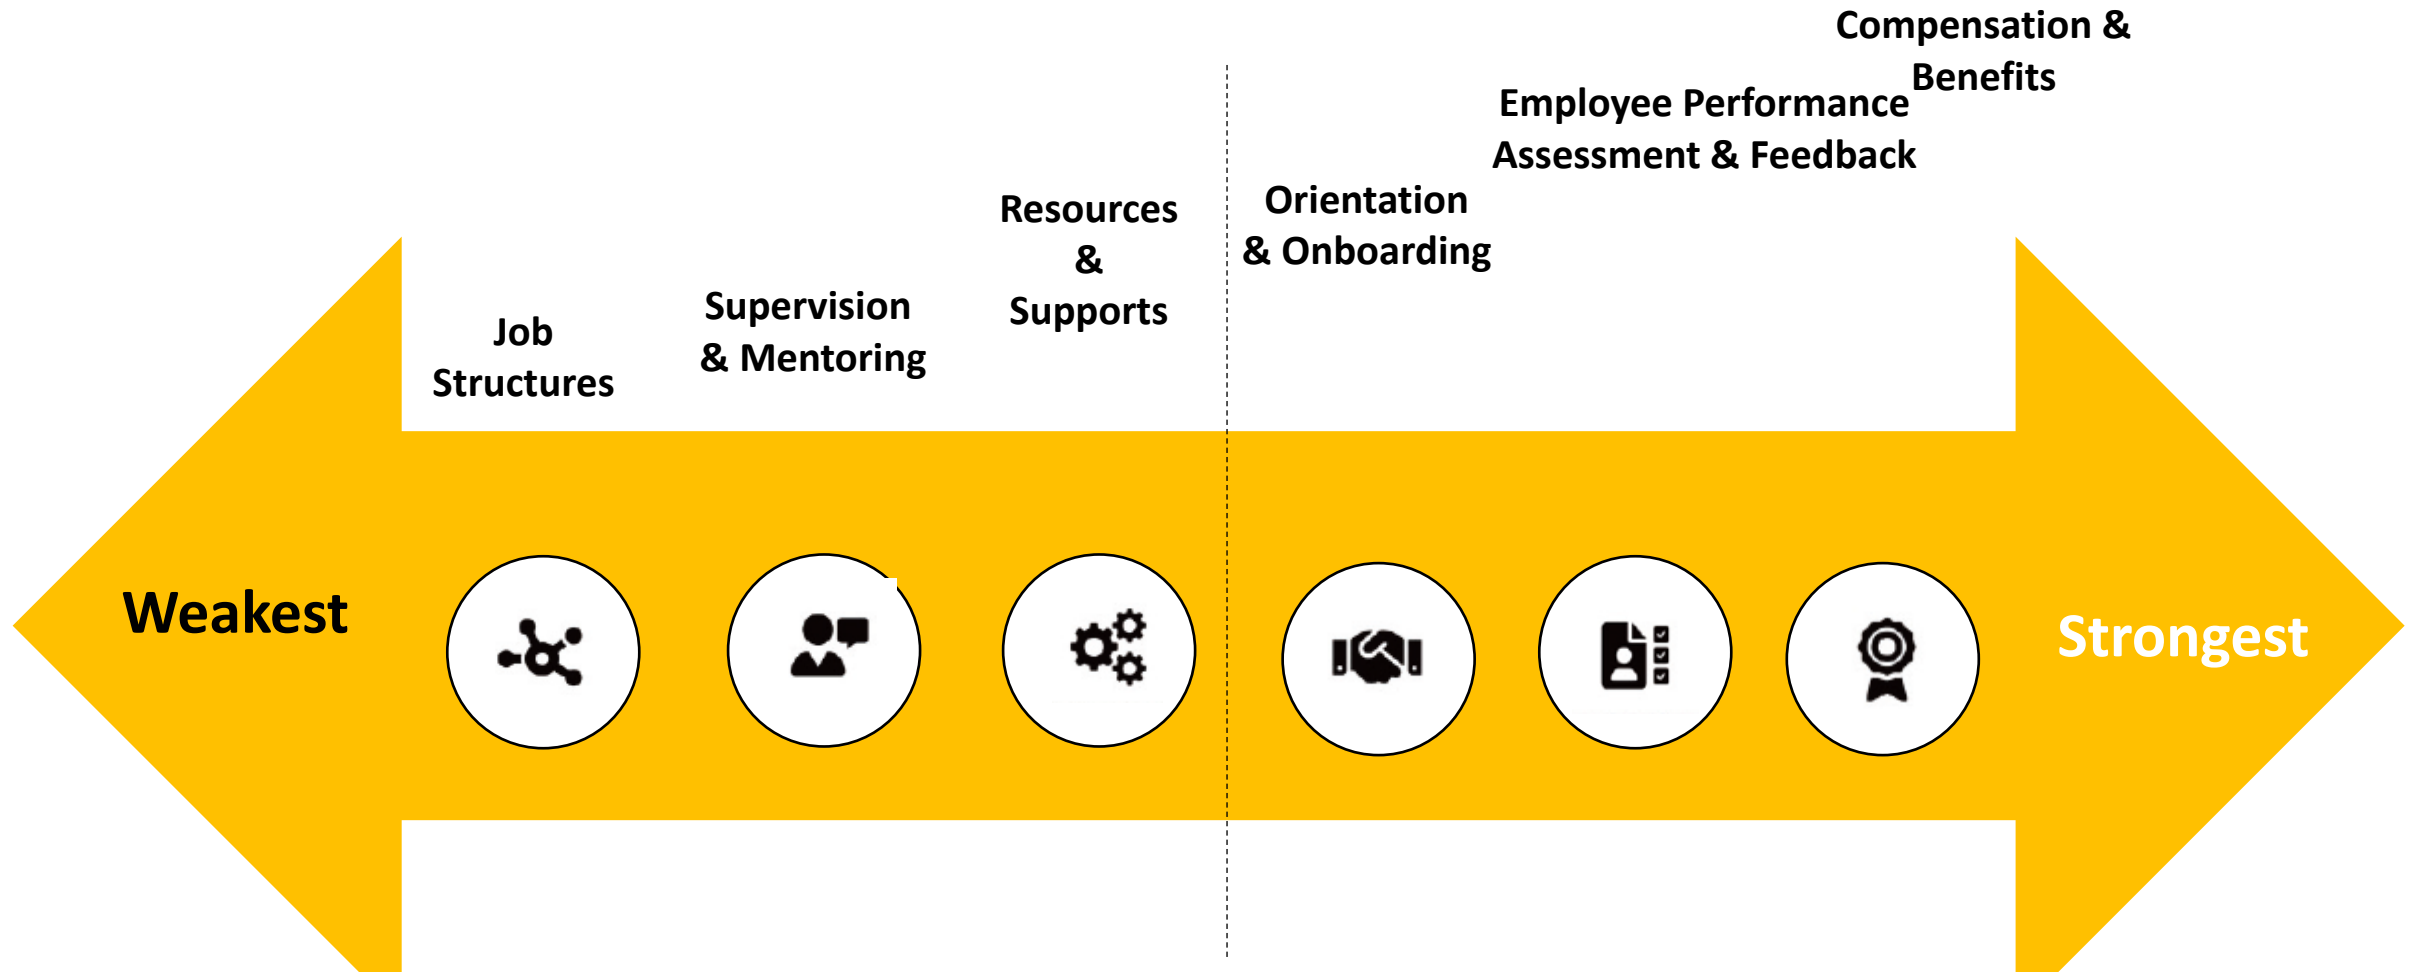 Compensation &
Benefits
Employee Performance
Assessment & Feedback
Orientation
& Onboarding
Resources
&
Supports
Supervision
& Mentoring
Job
Structures
Weakest
Strongest